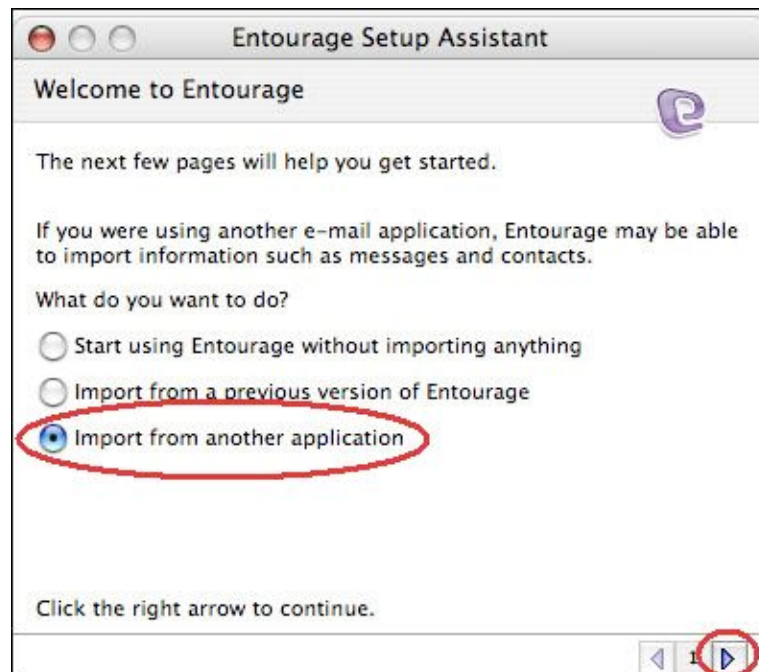 Entourage Setup Assistant
Welcome to Entourage
The next few pages will help you get started.
If you were using another e-mail application, Entourage may be able
to import information such as messages and contacts.
What do you want to do?
Start using Entourage without importing anything
Import from a previous version of Entourage
Import from another application
Click the right arrow to continue.
1